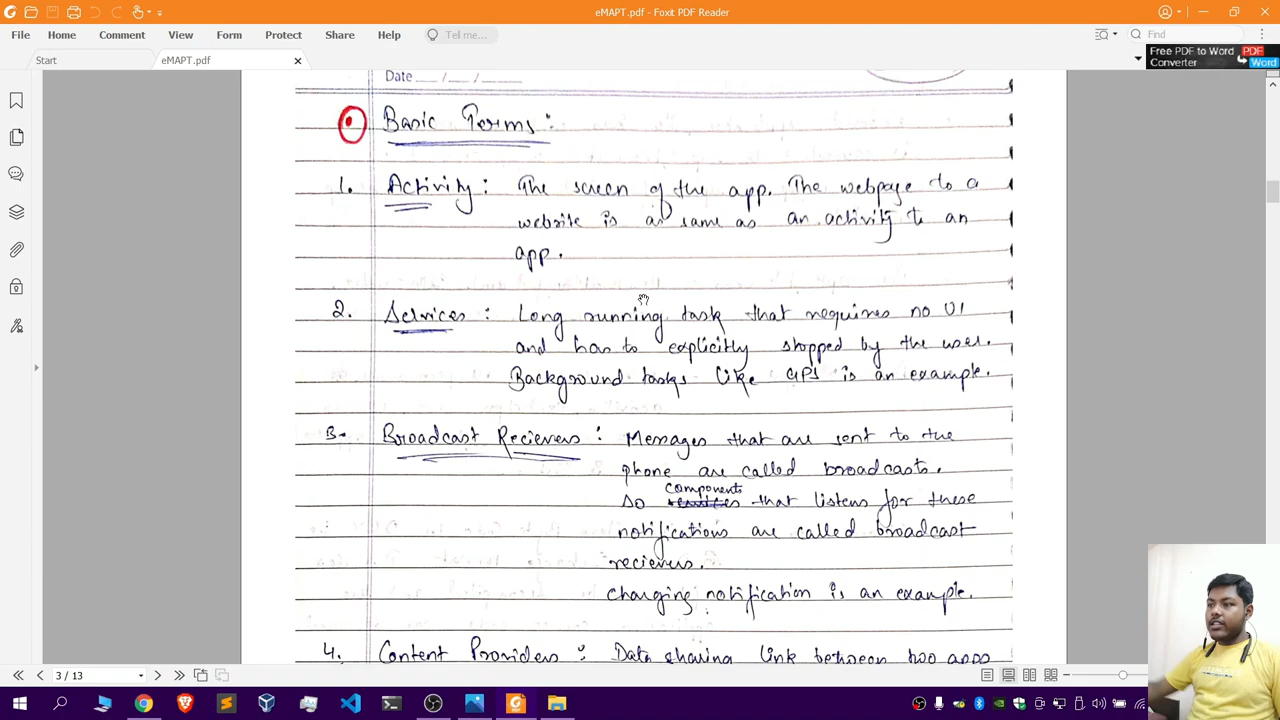 eMAPT.pdf - Foxit PDF Reader
File Home Comment View Form Protect Share Help Tell me... Find
Start eMAPT.pdf
Free PDF to Word Converter PDF Word
Date __/__/__
Basic Terms:
1. Activity: The screen of the app. The webpage to a
website is as same as an activity to an
app.
2. Services: Long running task that requires no UI
and has to explicitly stopped by the user.
Background tasks like GPS is an example.
3. Broadcast Recievers: Messages that are sent to the
phone are called broadcasts.
components
So that listens for these
notifications are called broadcast
recievers.
Charging notification is an example.
4. Content Providers: Data sharing link between two apps
3 / 13